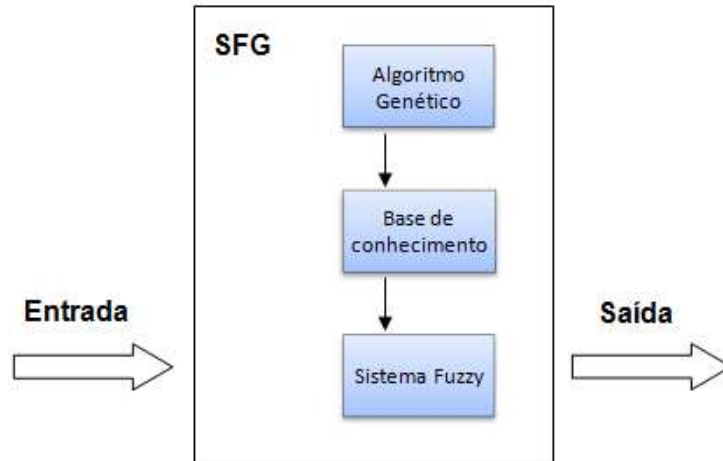 SFG
Algoritmo
Genético
Base de
conhecimento
Entrada
Saída
Sistema Fuzzy